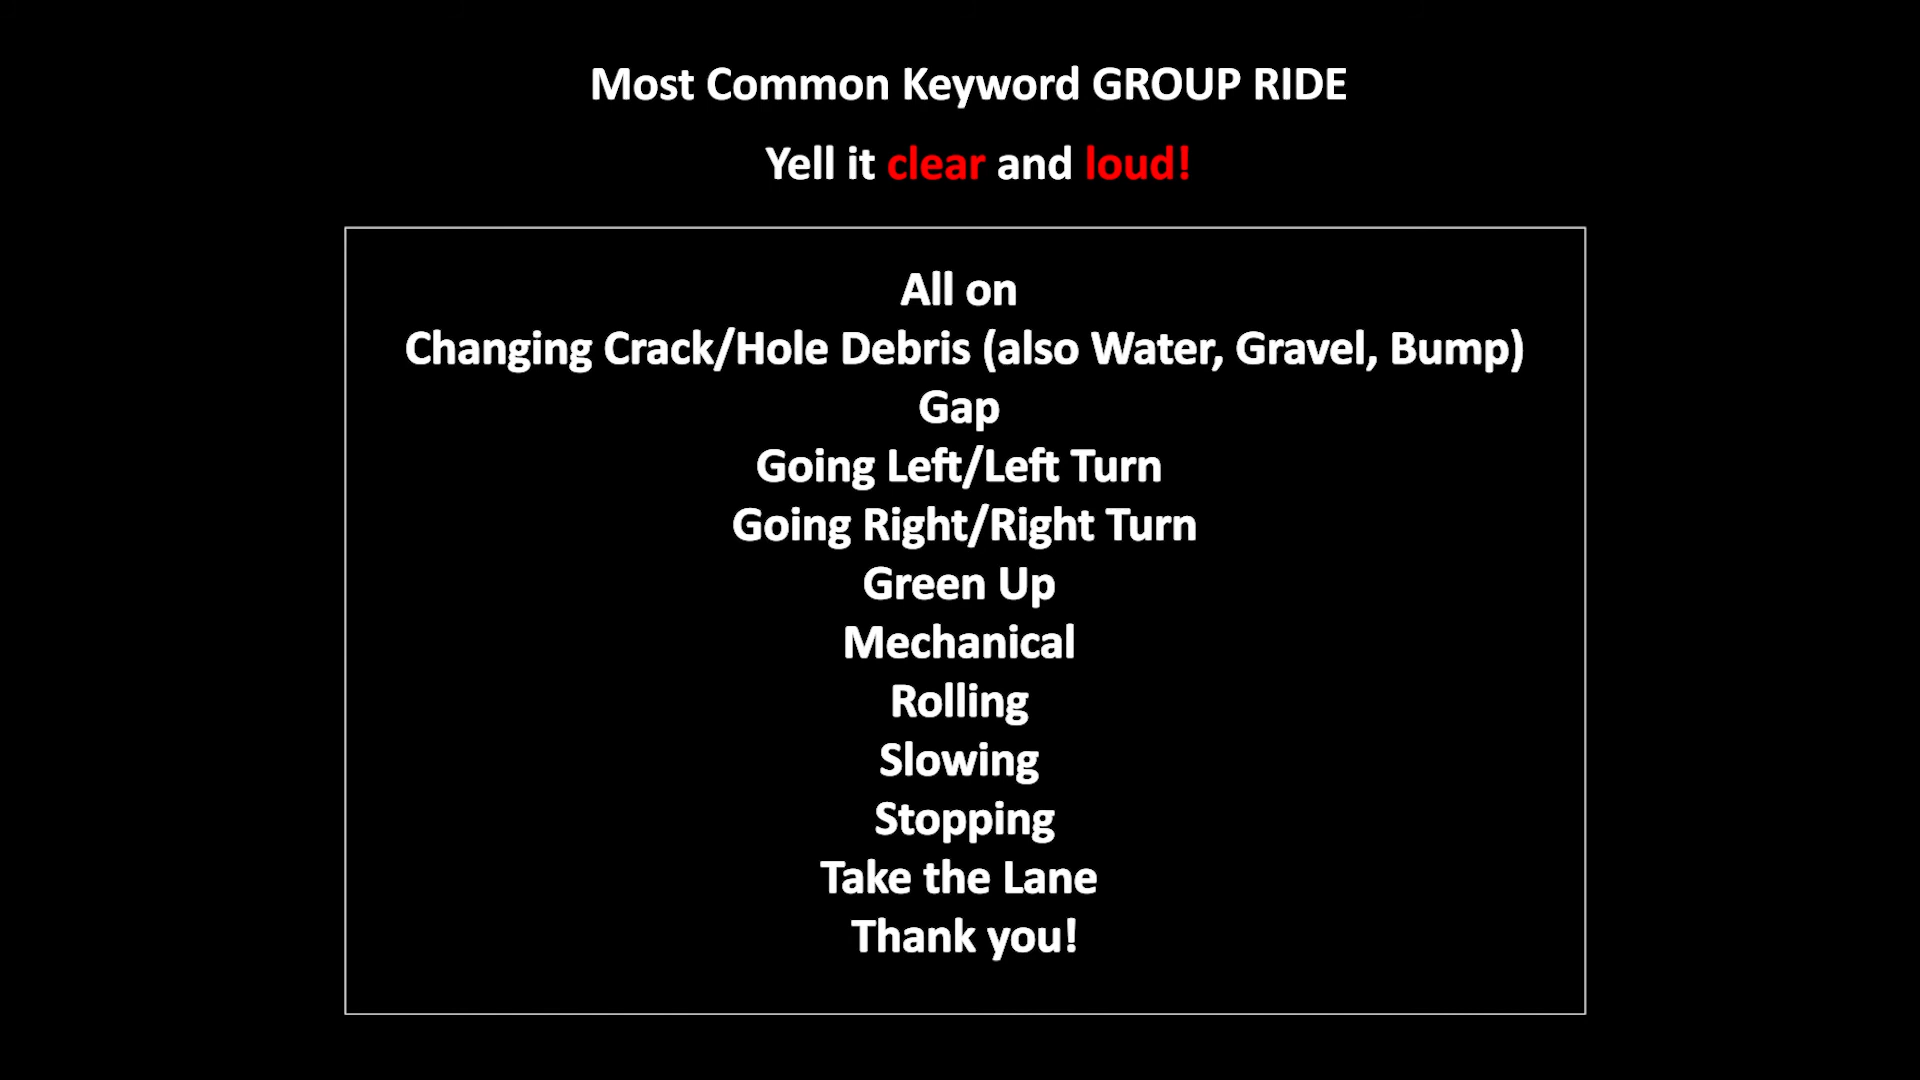 Most Common Keyword GROUP RIDE
Yell it clear and loud!
All on
Changing Crack/Hole Debris (also Water, Gravel, Bump)
Gap
Going Left/Left Turn
Going Right/Right Turn
Green Up
Mechanical
Rolling
Slowing
Stopping
Take the Lane
Thank you!